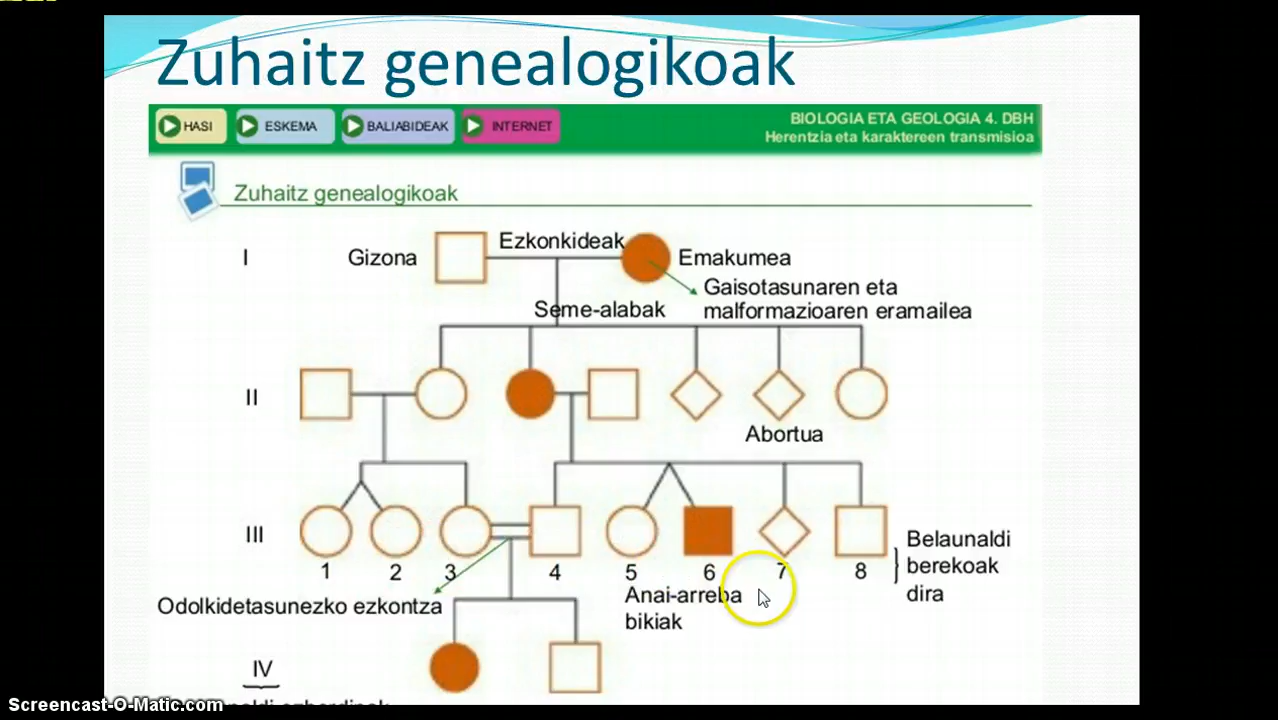 Zuhaitz genealogikoak
HASI ESKEMA BALIABIDEAK INTERNET
BIOLOGIA ETA GEOLOGIA 4. DBH
Herentzia eta karaktereen transmisioa
Zuhaitz genealogikoak
I Gizona Ezkonkideak Emakumea
Gaisotasunaren eta
malformazioaren eramailea
Seme-alabak
II
Abortua
III
1 2 3 4 5 6 7 8
Belaunaldi
berekoak
dira
Odolkidetasunezko ezkontza
Anai-arreba
bikiak
IV
Screencast-O-Matic.com